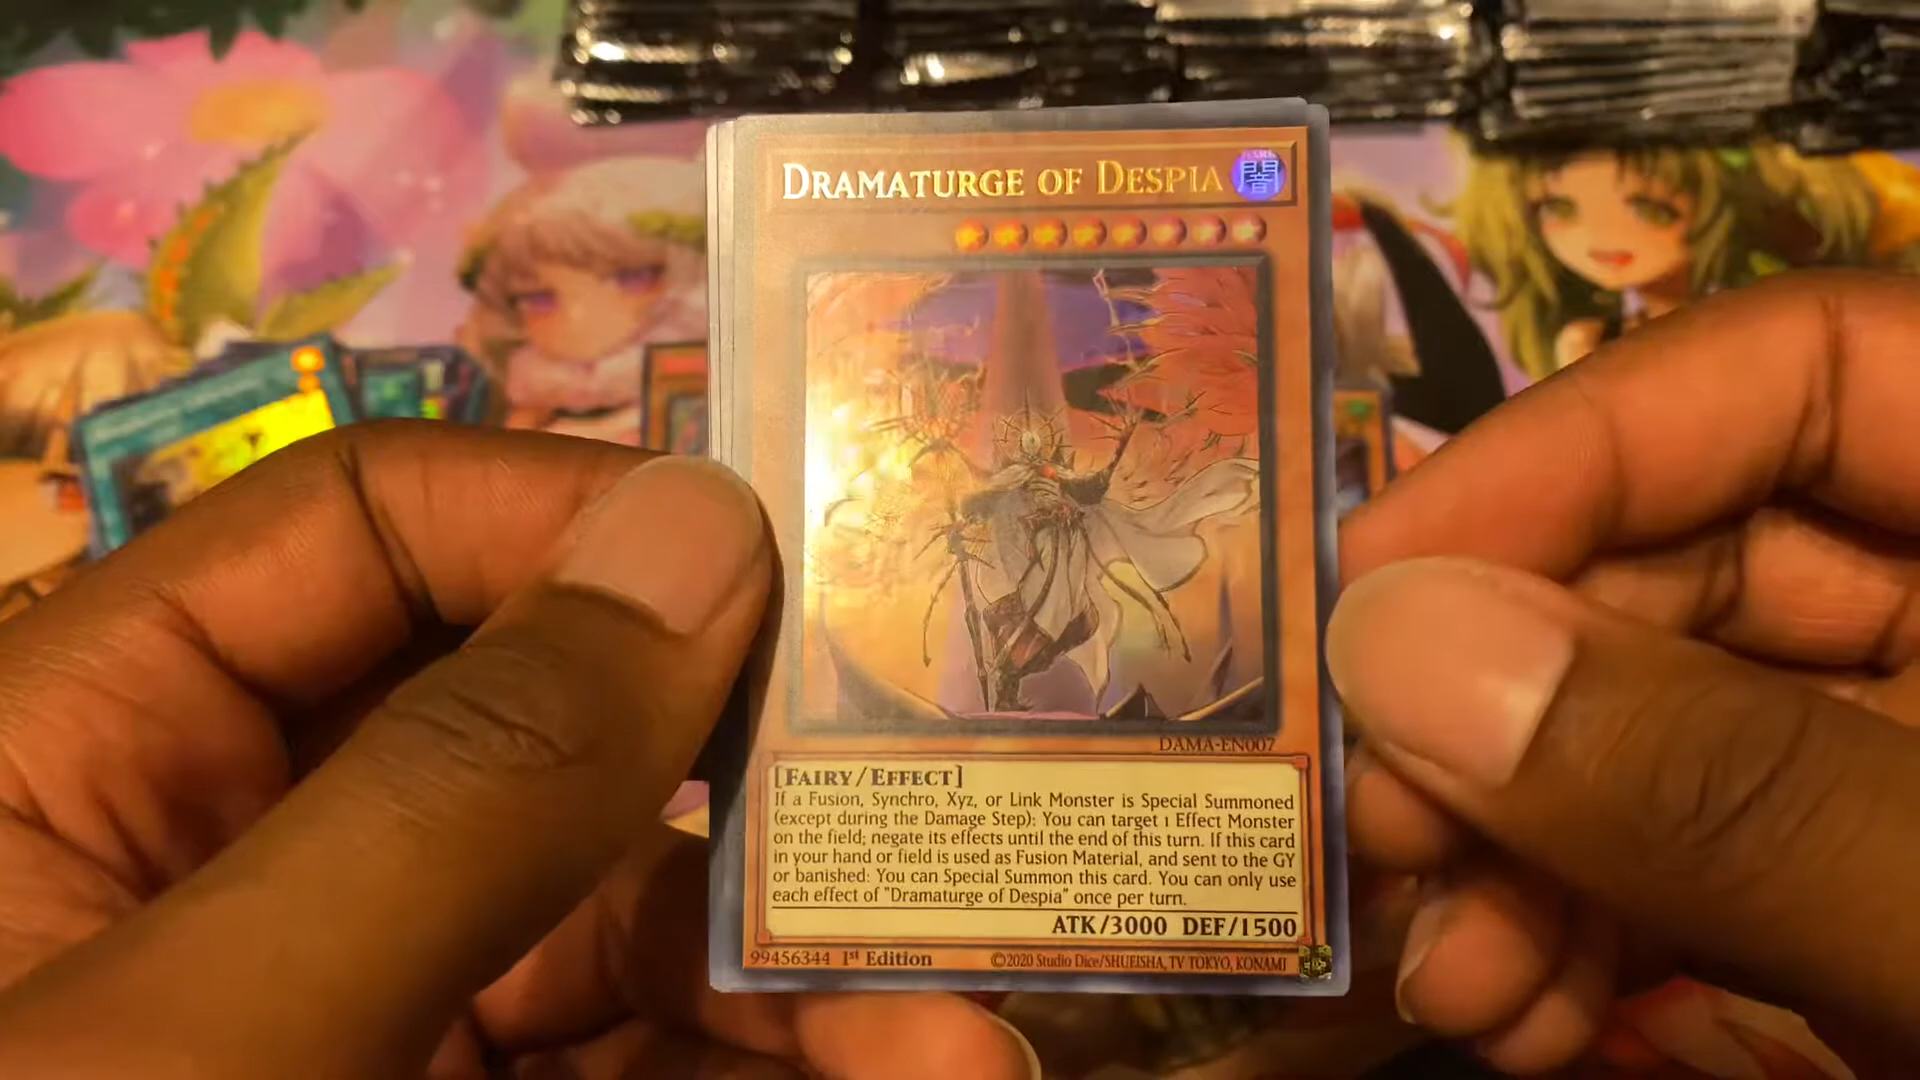 DRAMATURGE OF DESPIA
DARK
闇
DAMA-EN007
[FAIRY/EFFECT]
If a Fusion, Synchro, Xyz, or Link Monster is Special Summoned
(except during the Damage Step): You can target 1 Effect Monster
on the field; negate its effects until the end of this turn. If this card
in your hand or field is used as Fusion Material, and sent to the GY
or banished: You can Special Summon this card. You can only use
each effect of "Dramaturge of Despia" once per turn.
ATK/3000 DEF/1500
99456344 1st Edition
©2020 Studio Dice/SHUEISHA, TV TOKYO, KONAMI